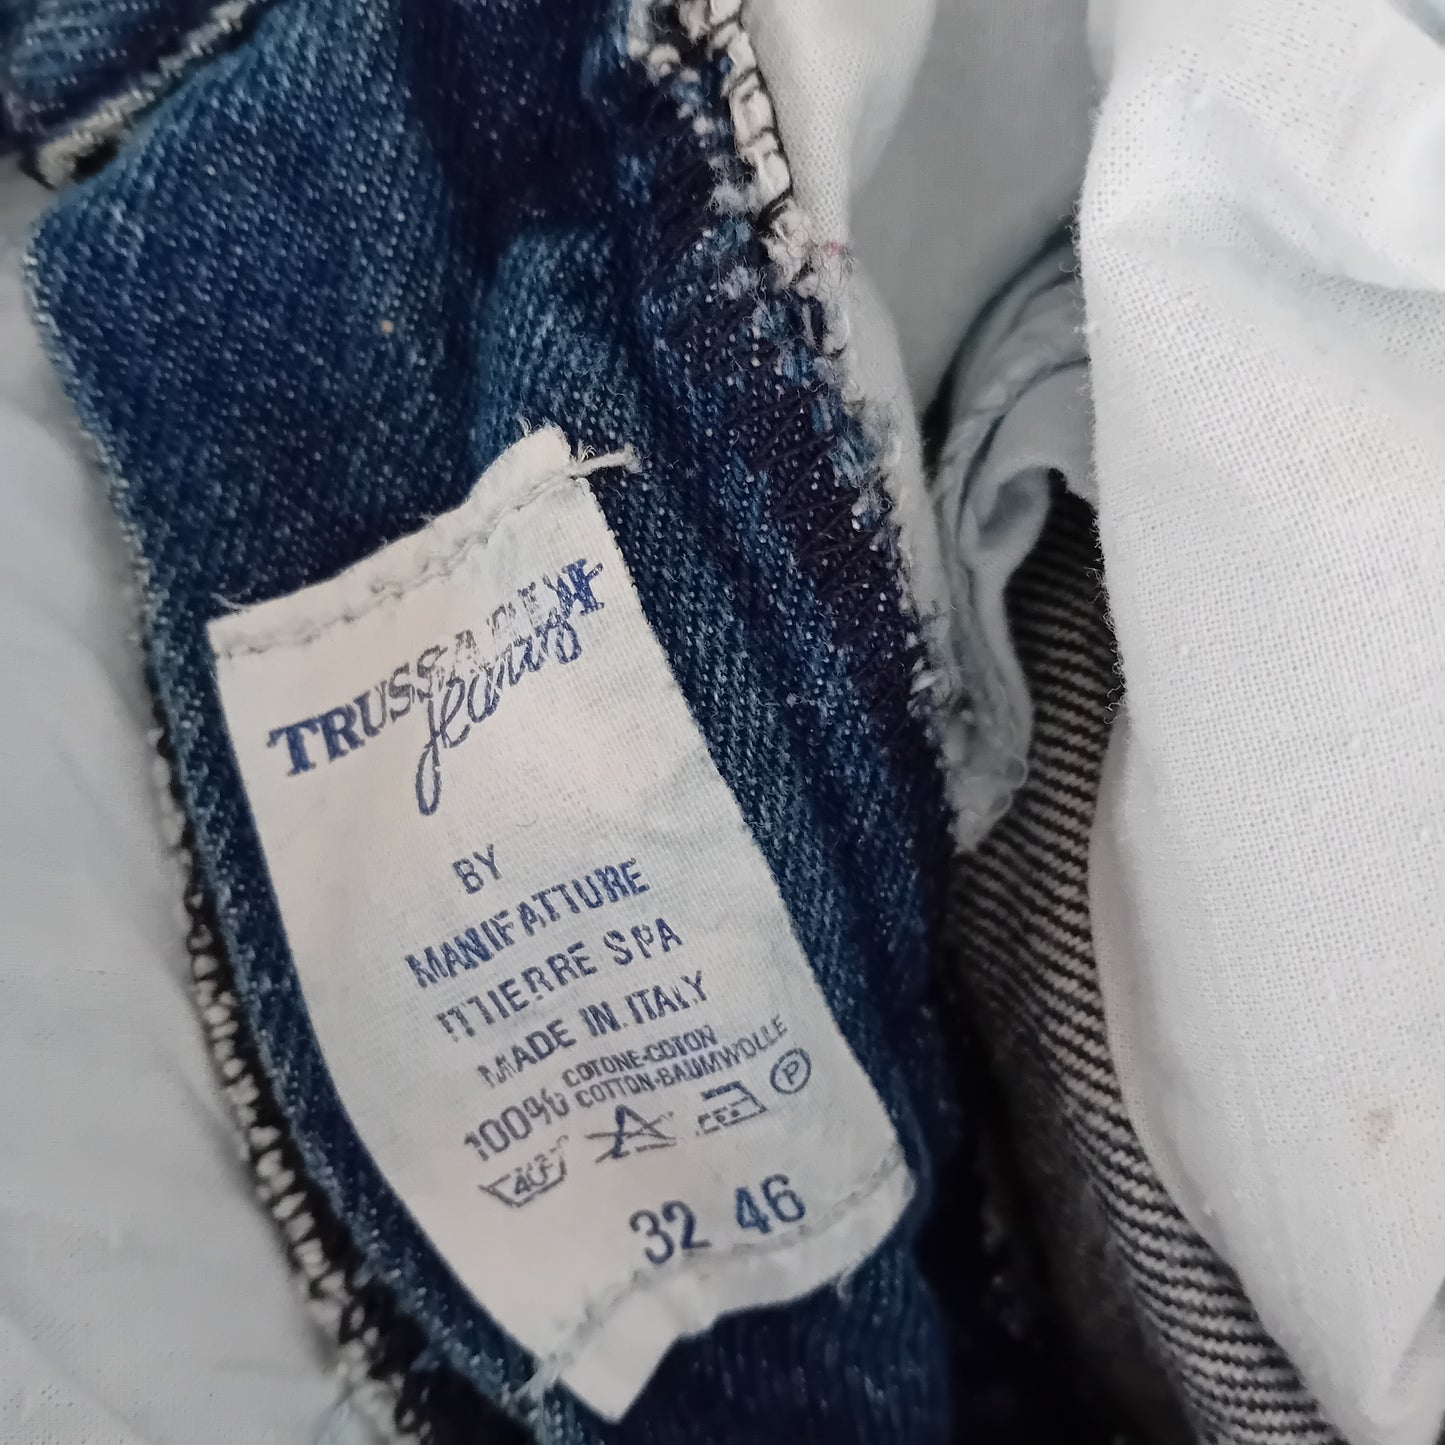 TRUSSARDI
Jeans
BY
MANIFATTURE
ITTIERRE SPA
MADE IN ITALY
100% COTONE-COTON
COTTON-BAUMWOLLE
40° A P
32 46